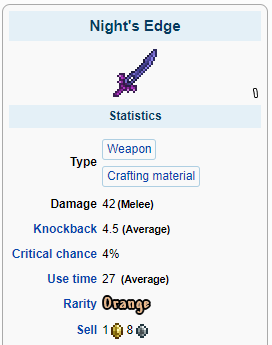 Night's Edge
Statistics
Type Weapon
Crafting material
Damage 42 (Melee)
Knockback 4.5 (Average)
Critical chance 4%
Use time 27 (Average)
Rarity Orange
Sell 1 8